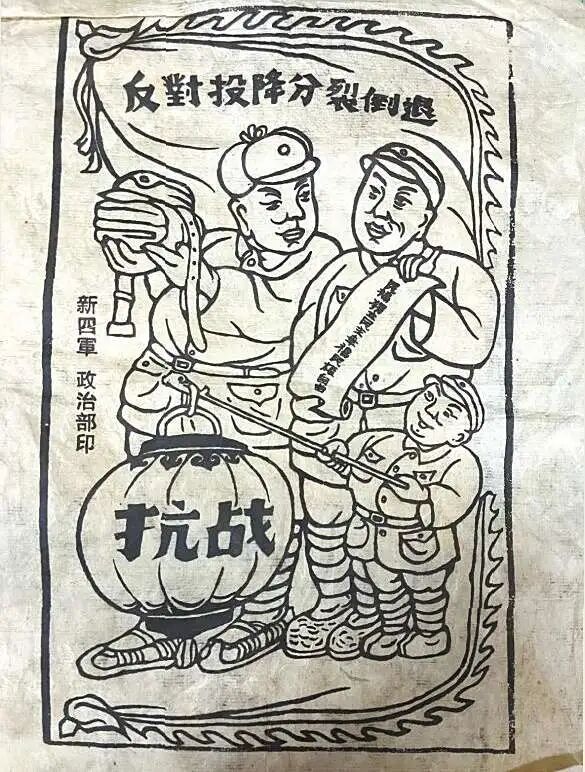 反對投降分裂倒退
新四軍 政治部印
抗战